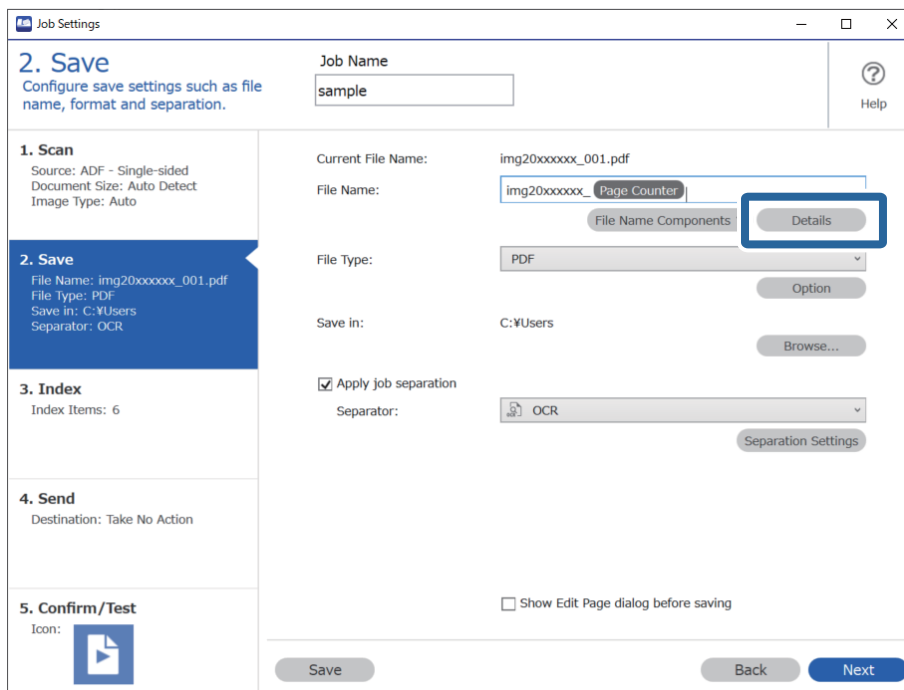 Job Settings
2. Save
Configure save settings such as file
name, format and separation.
Job Name
sample
Help
1. Scan
Source: ADF - Single-sided
Document Size: Auto Detect
Image Type: Auto
2. Save
File Name: img20xxxxxx_001.pdf
File Type: PDF
Save in: C:¥Users
Separator: OCR
3. Index
Index Items: 6
4. Send
Destination: Take No Action
5. Confirm/Test
Icon:
Current File Name: img20xxxxxx_001.pdf
File Name: img20xxxxxx_ Page Counter
File Name Components Details
File Type: PDF
Option
Save in: C:¥Users
Browse...
Apply job separation
Separator: OCR
Separation Settings
Show Edit Page dialog before saving
Save Back Next